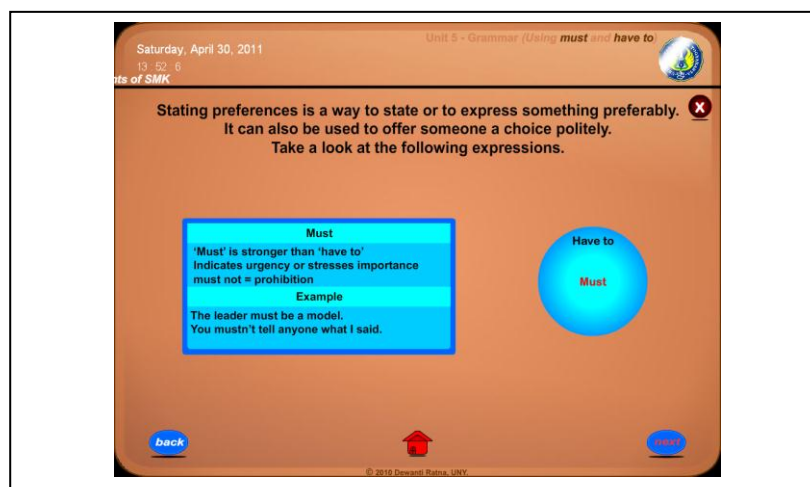 Unit 5 - Grammar (Using must and have to)
Saturday, April 30, 2011
13 : 52 : 6
nts of SMK
Stating preferences is a way to state or to express something preferably.
It can also be used to offer someone a choice politely.
Take a look at the following expressions.
Must
‘Must’ is stronger than ‘have to’
Indicates urgency or stresses importance
must not = prohibition
Example
The leader must be a model.
You mustn’t tell anyone what I said.
Have to
Must
back
next
© 2010 Dewanti Ratna, UNY.